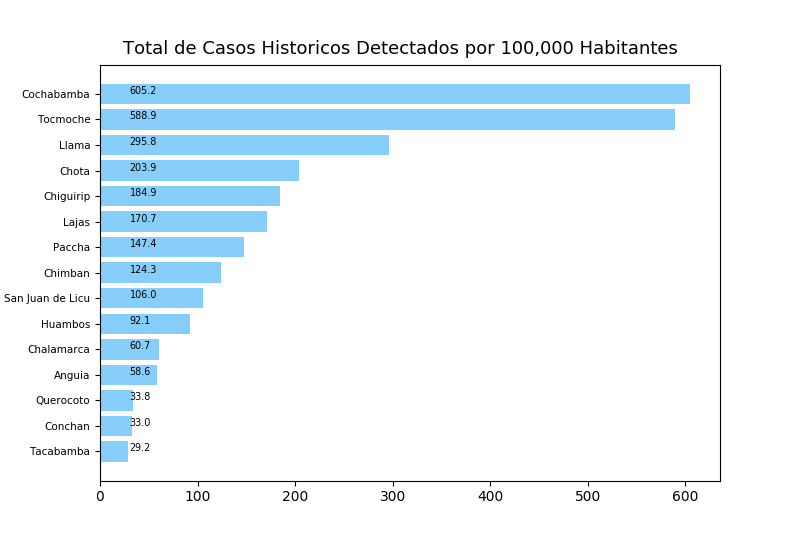 Total de Casos Historicos Detectados por 100,000 Habitantes
Cochabamba 605.2
Tocmoche 588.9
Llama 295.8
Chota 203.9
Chiguirip 184.9
Lajas 170.7
Paccha 147.4
Chimban 124.3
San Juan de Licu 106.0
Huambos 92.1
Chalamarca 60.7
Anguia 58.6
Querocoto 33.8
Conchan 33.0
Tacabamba 29.2
0 100 200 300 400 500 600